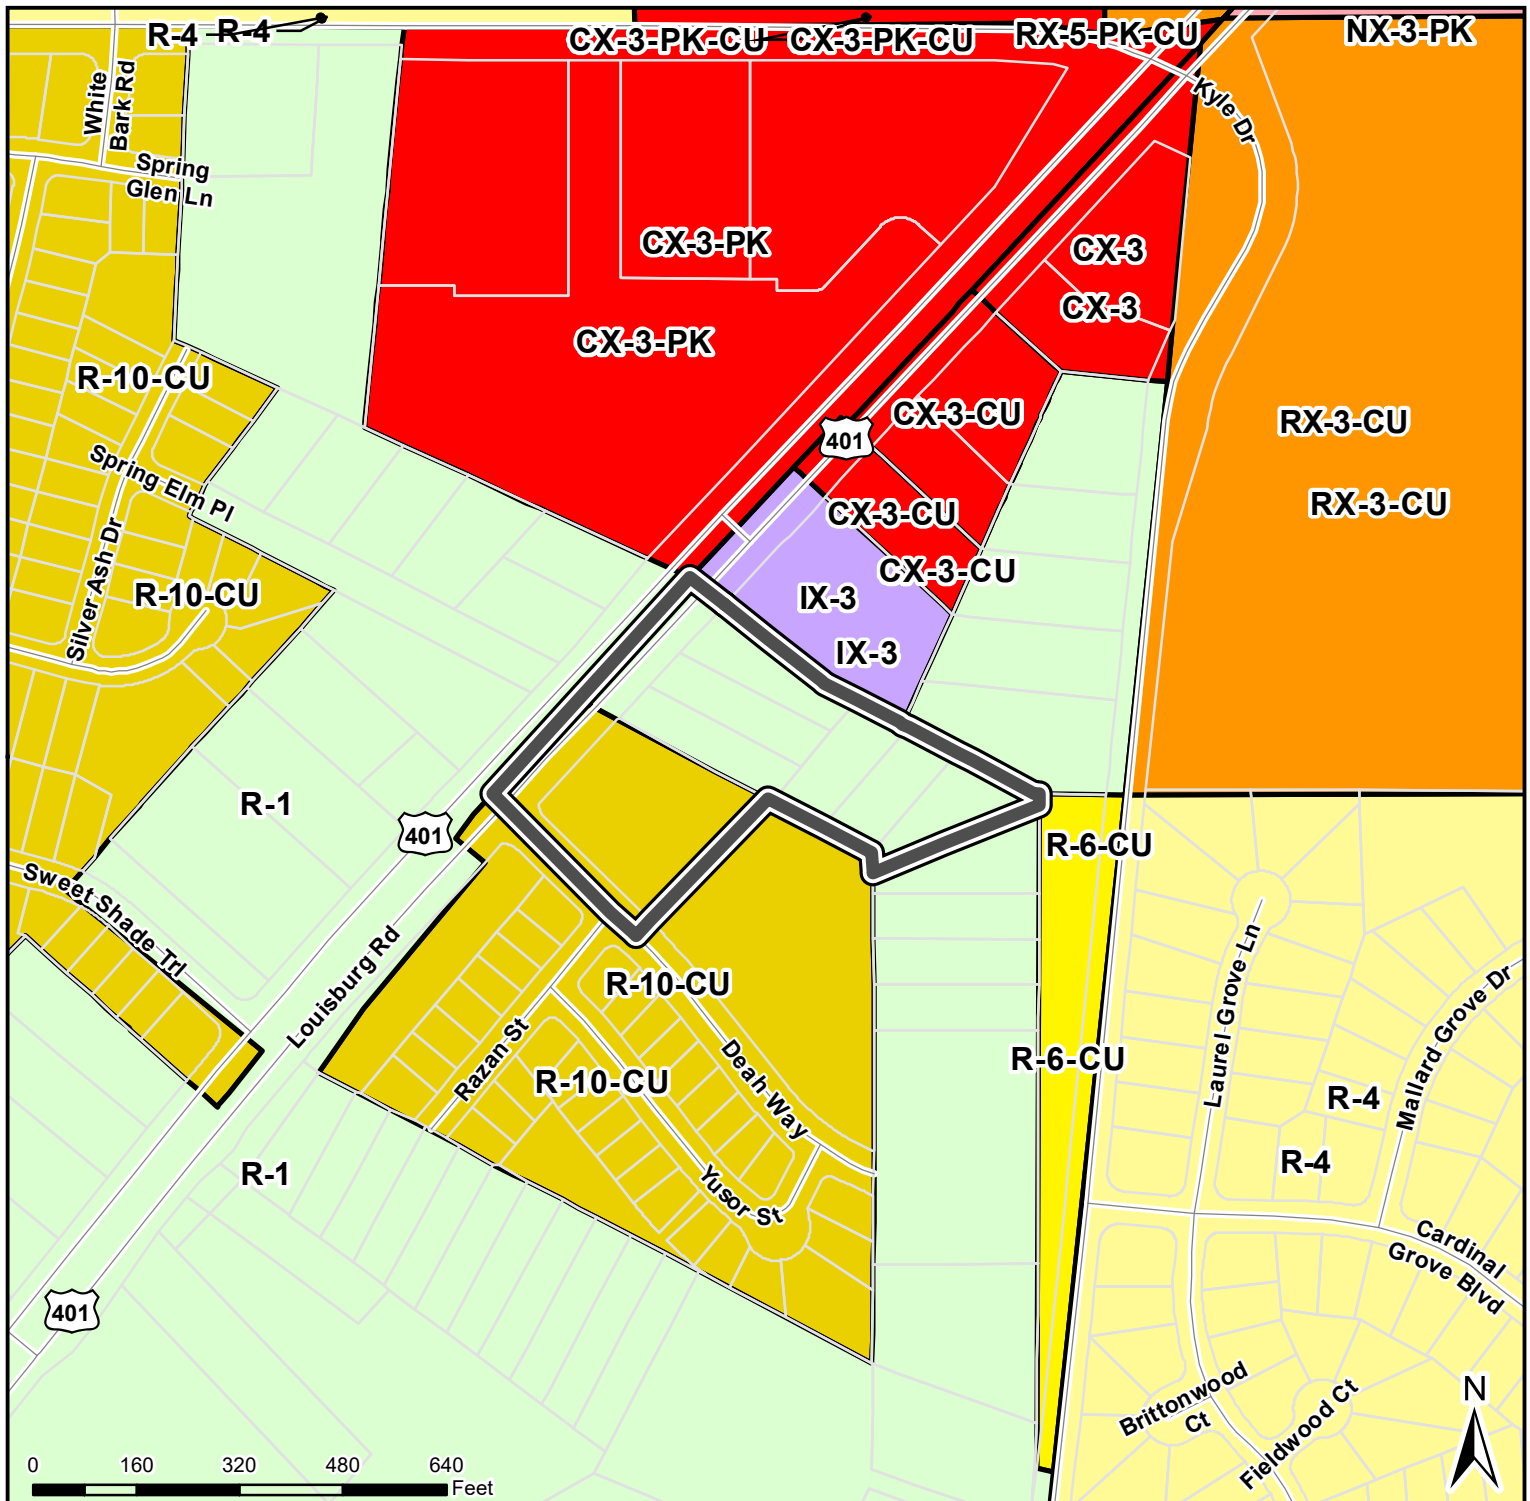 R-4
R-4
CX-3-PK-CU
CX-3-PK-CU
RX-5-PK-CU
NX-3-PK
White
Bark Rd
Kyle Dr
Spring
Glen Ln
CX-3-PK
CX-3
CX-3
CX-3-PK
R-10-CU
CX-3-CU
401
RX-3-CU
Spring Elm Pl
RX-3-CU
CX-3-CU
Silver Ash Dr
CX-3-CU
R-10-CU
IX-3
IX-3
R-1
401
R-6-CU
Sweet Shade Trl
Louisburg Rd
R-10-CU
Laurel Grove Ln
Mallard Grove Dr
Razan St
Deah Way
R-10-CU
R-6-CU
R-4
R-4
R-1
Yusor St
Cardinal
Grove Blvd
401
Brittonwood
Ct
Fieldwood Ct
N
0 160 320 480 640
Feet